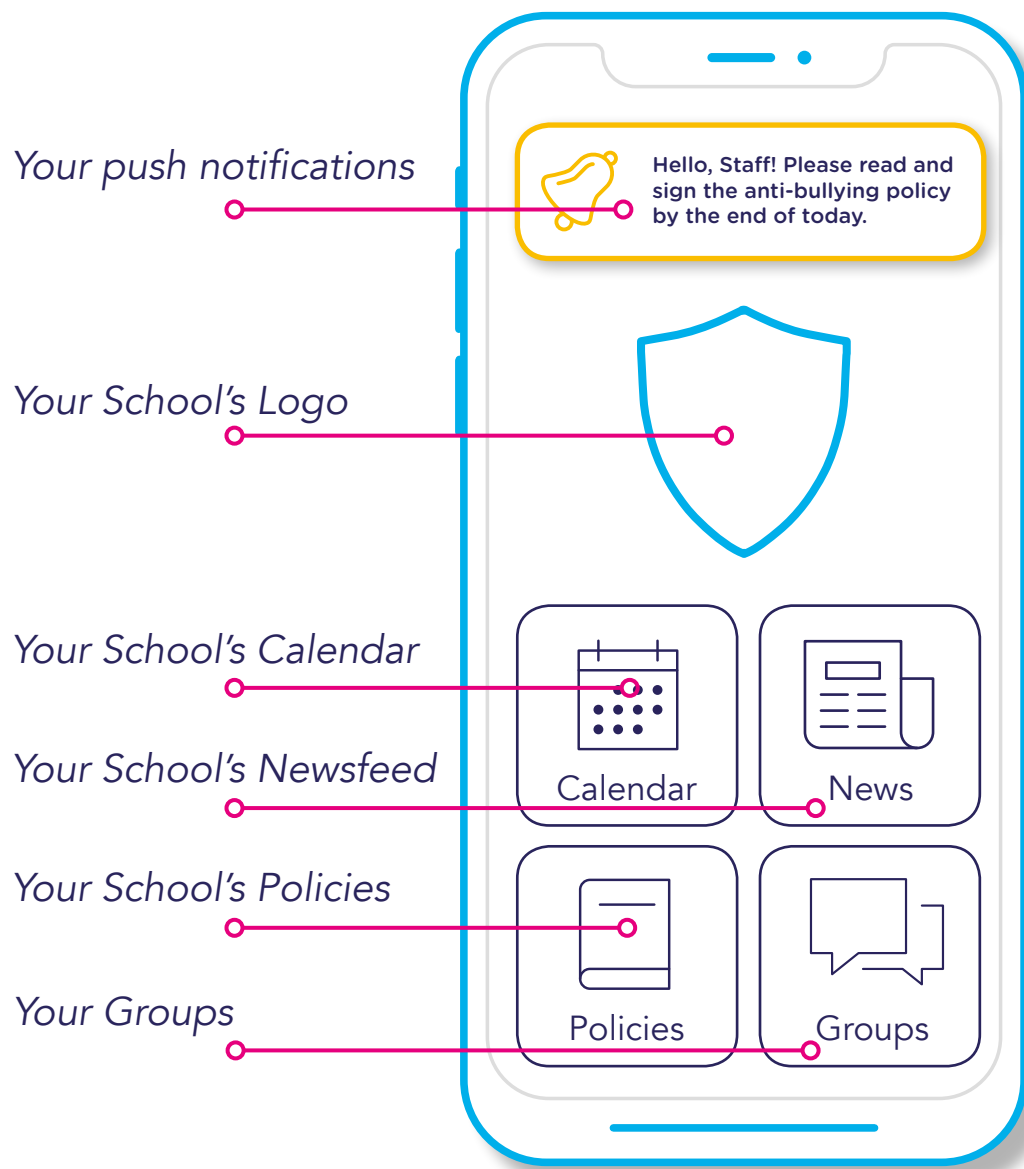 Your push notifications
Hello, Staff! Please read and
sign the anti-bullying policy
by the end of today.
Your School’s Logo
Your School’s Calendar
Your School’s Newsfeed
Calendar
News
Your School’s Policies
Your Groups
Policies
Groups